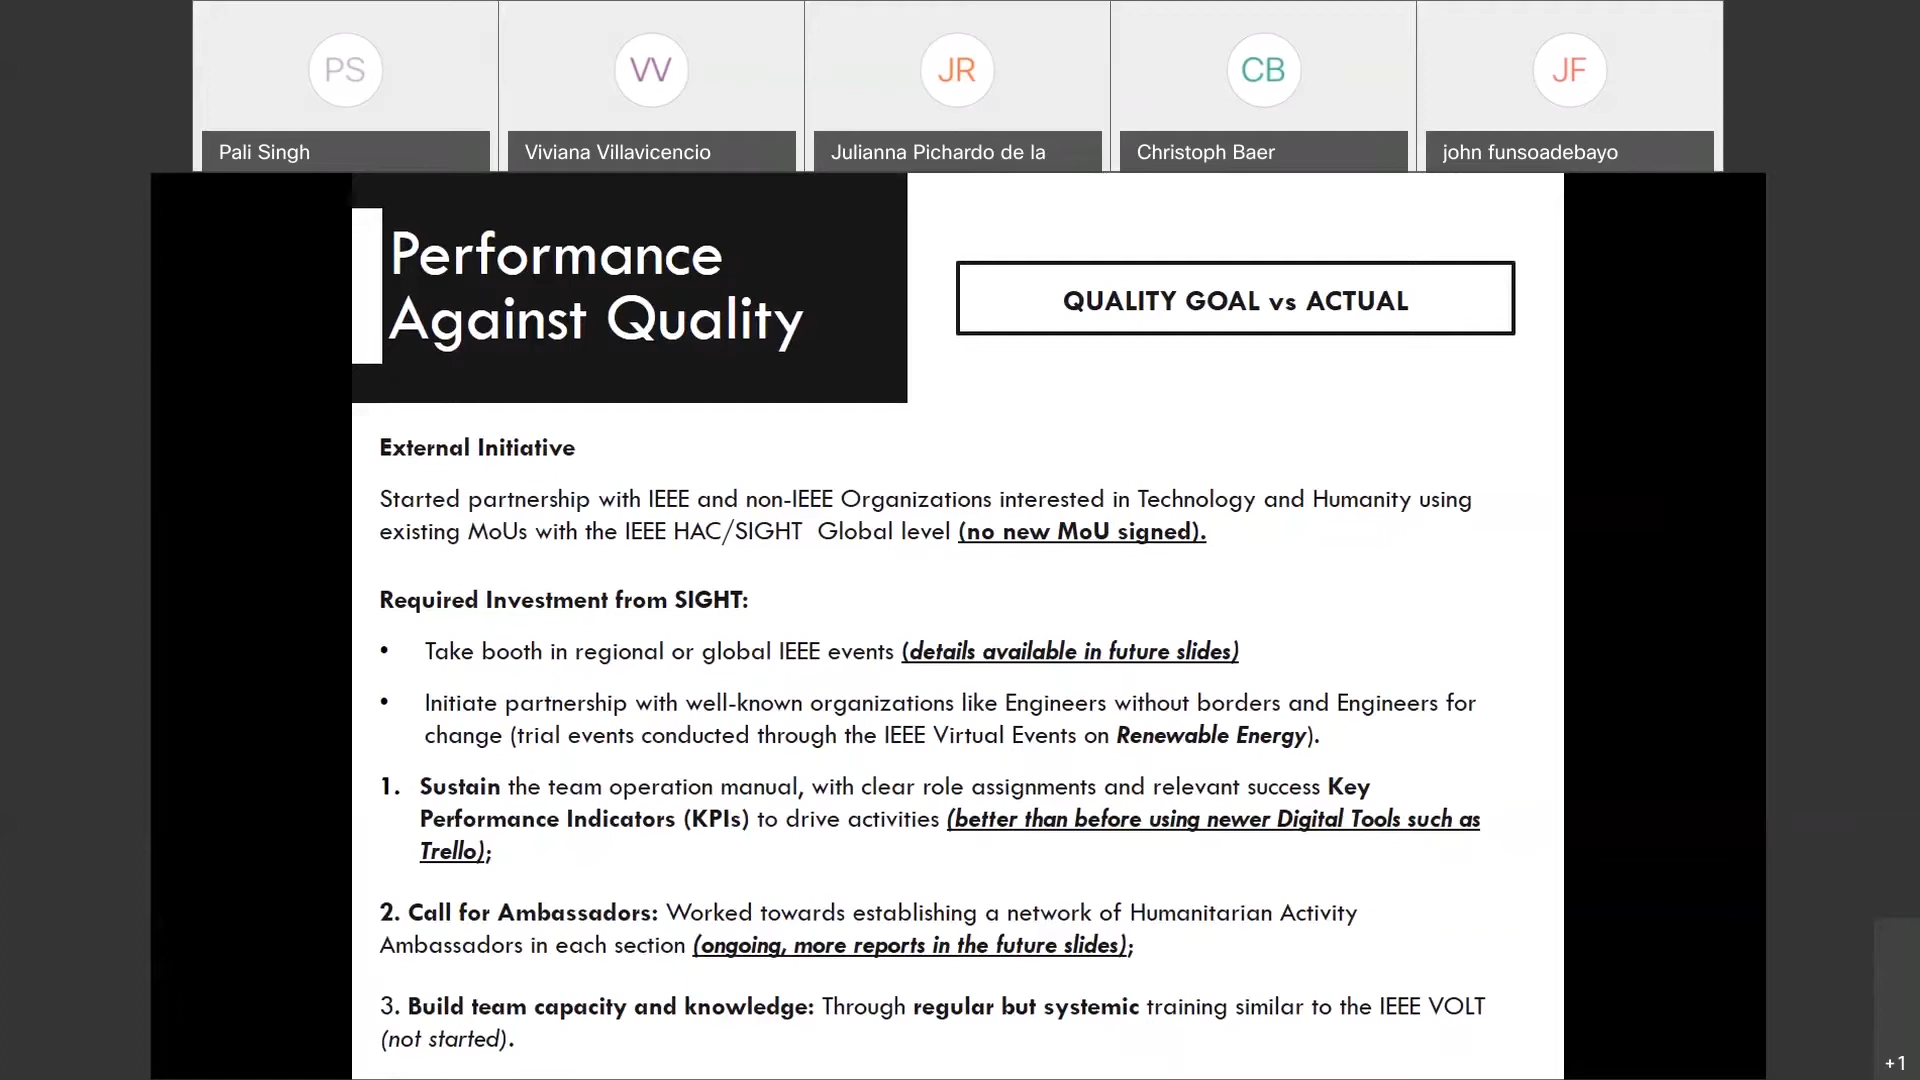 PS
VV
JR
CB
JF
Pali Singh
Viviana Villavicencio
Julianna Pichardo de la
Christoph Baer
john funsoadebayo
Performance
Against Quality
QUALITY GOAL vs ACTUAL
External Initiative
Started partnership with IEEE and non-IEEE Organizations interested in Technology and Humanity using
existing MoUs with the IEEE HAC/SIGHT Global level (no new MoU signed).
Required Investment from SIGHT:
• Take booth in regional or global IEEE events (details available in future slides)
• Initiate partnership with well-known organizations like Engineers without borders and Engineers for
change (trial events conducted through the IEEE Virtual Events on Renewable Energy).
1. Sustain the team operation manual, with clear role assignments and relevant success Key
Performance Indicators (KPIs) to drive activities (better than before using newer Digital Tools such as
Trello);
2. Call for Ambassadors: Worked towards establishing a network of Humanitarian Activity
Ambassadors in each section (ongoing, more reports in the future slides);
3. Build team capacity and knowledge: Through regular but systemic training similar to the IEEE VOLT
(not started).
+1